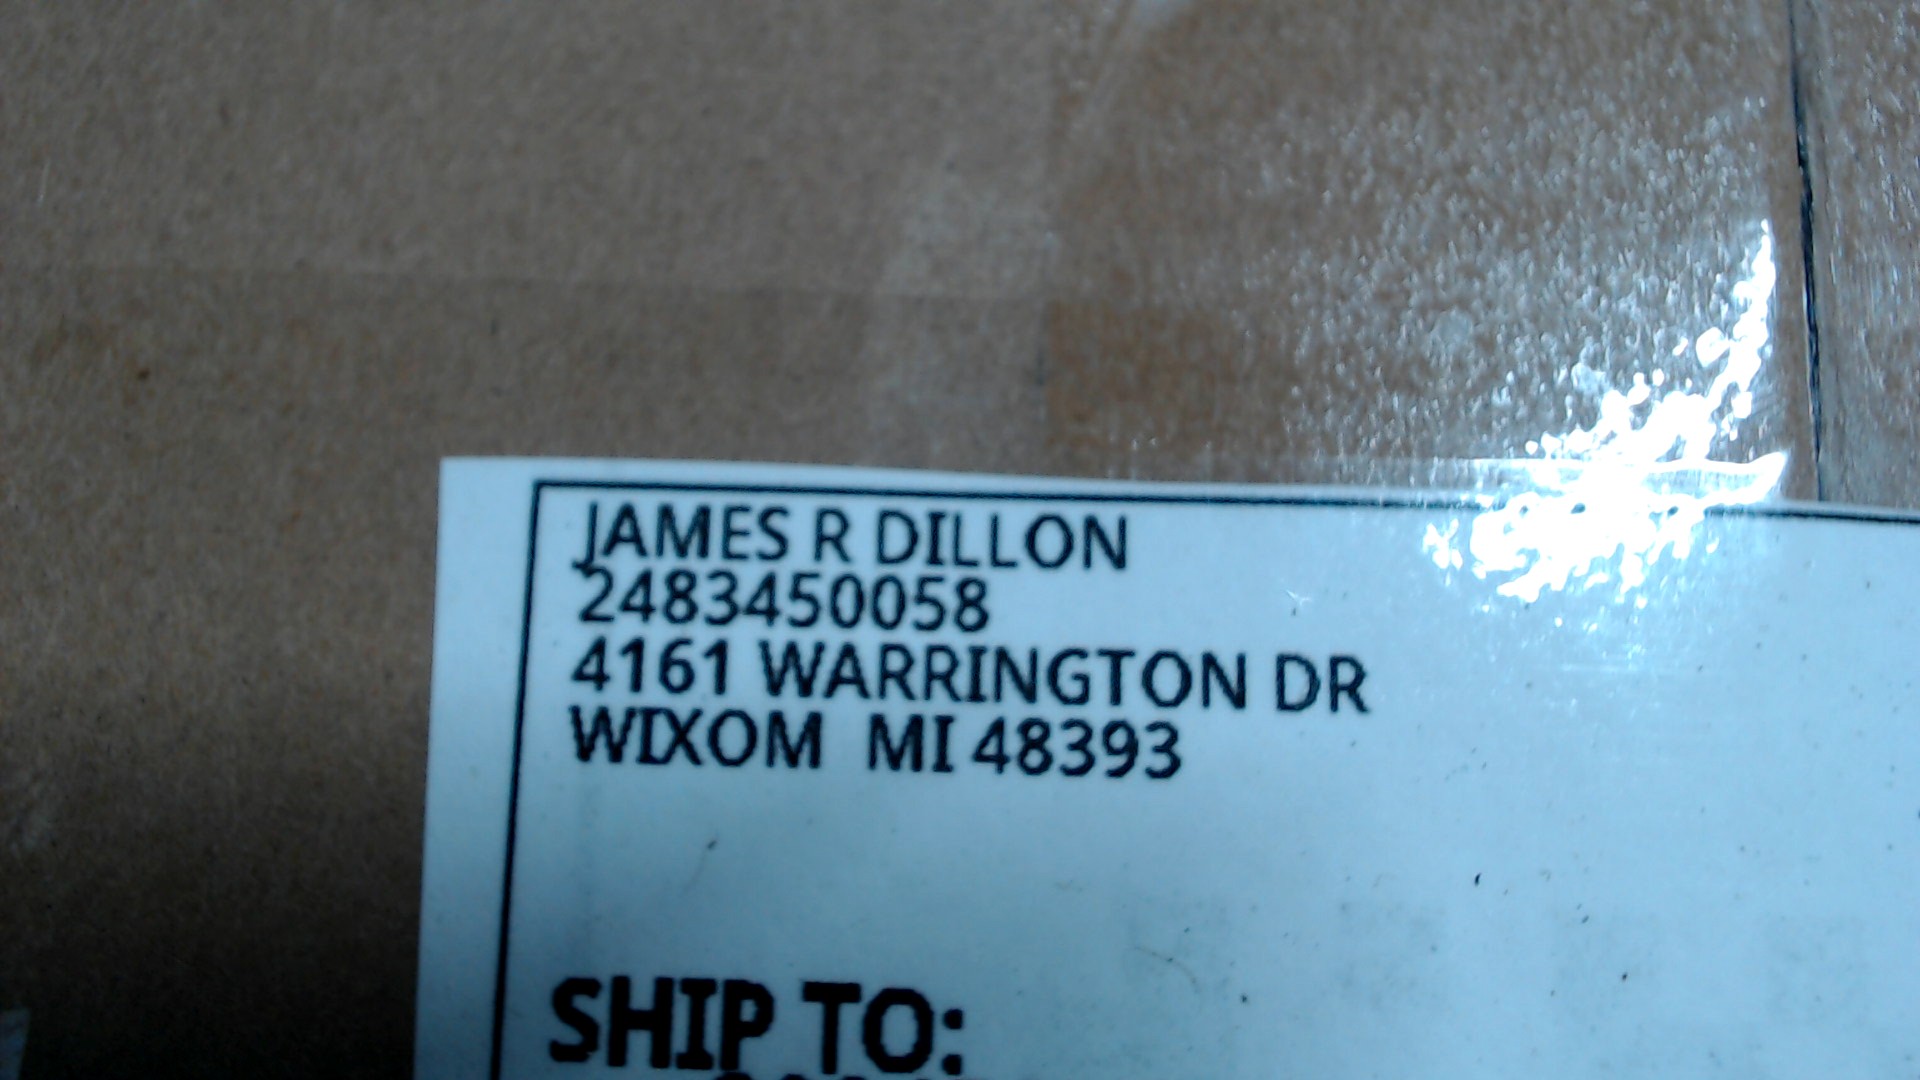 JAMES R DILLON
2483450058
4161 WARRINGTON DR
WIXOM MI 48393
SHIP TO: